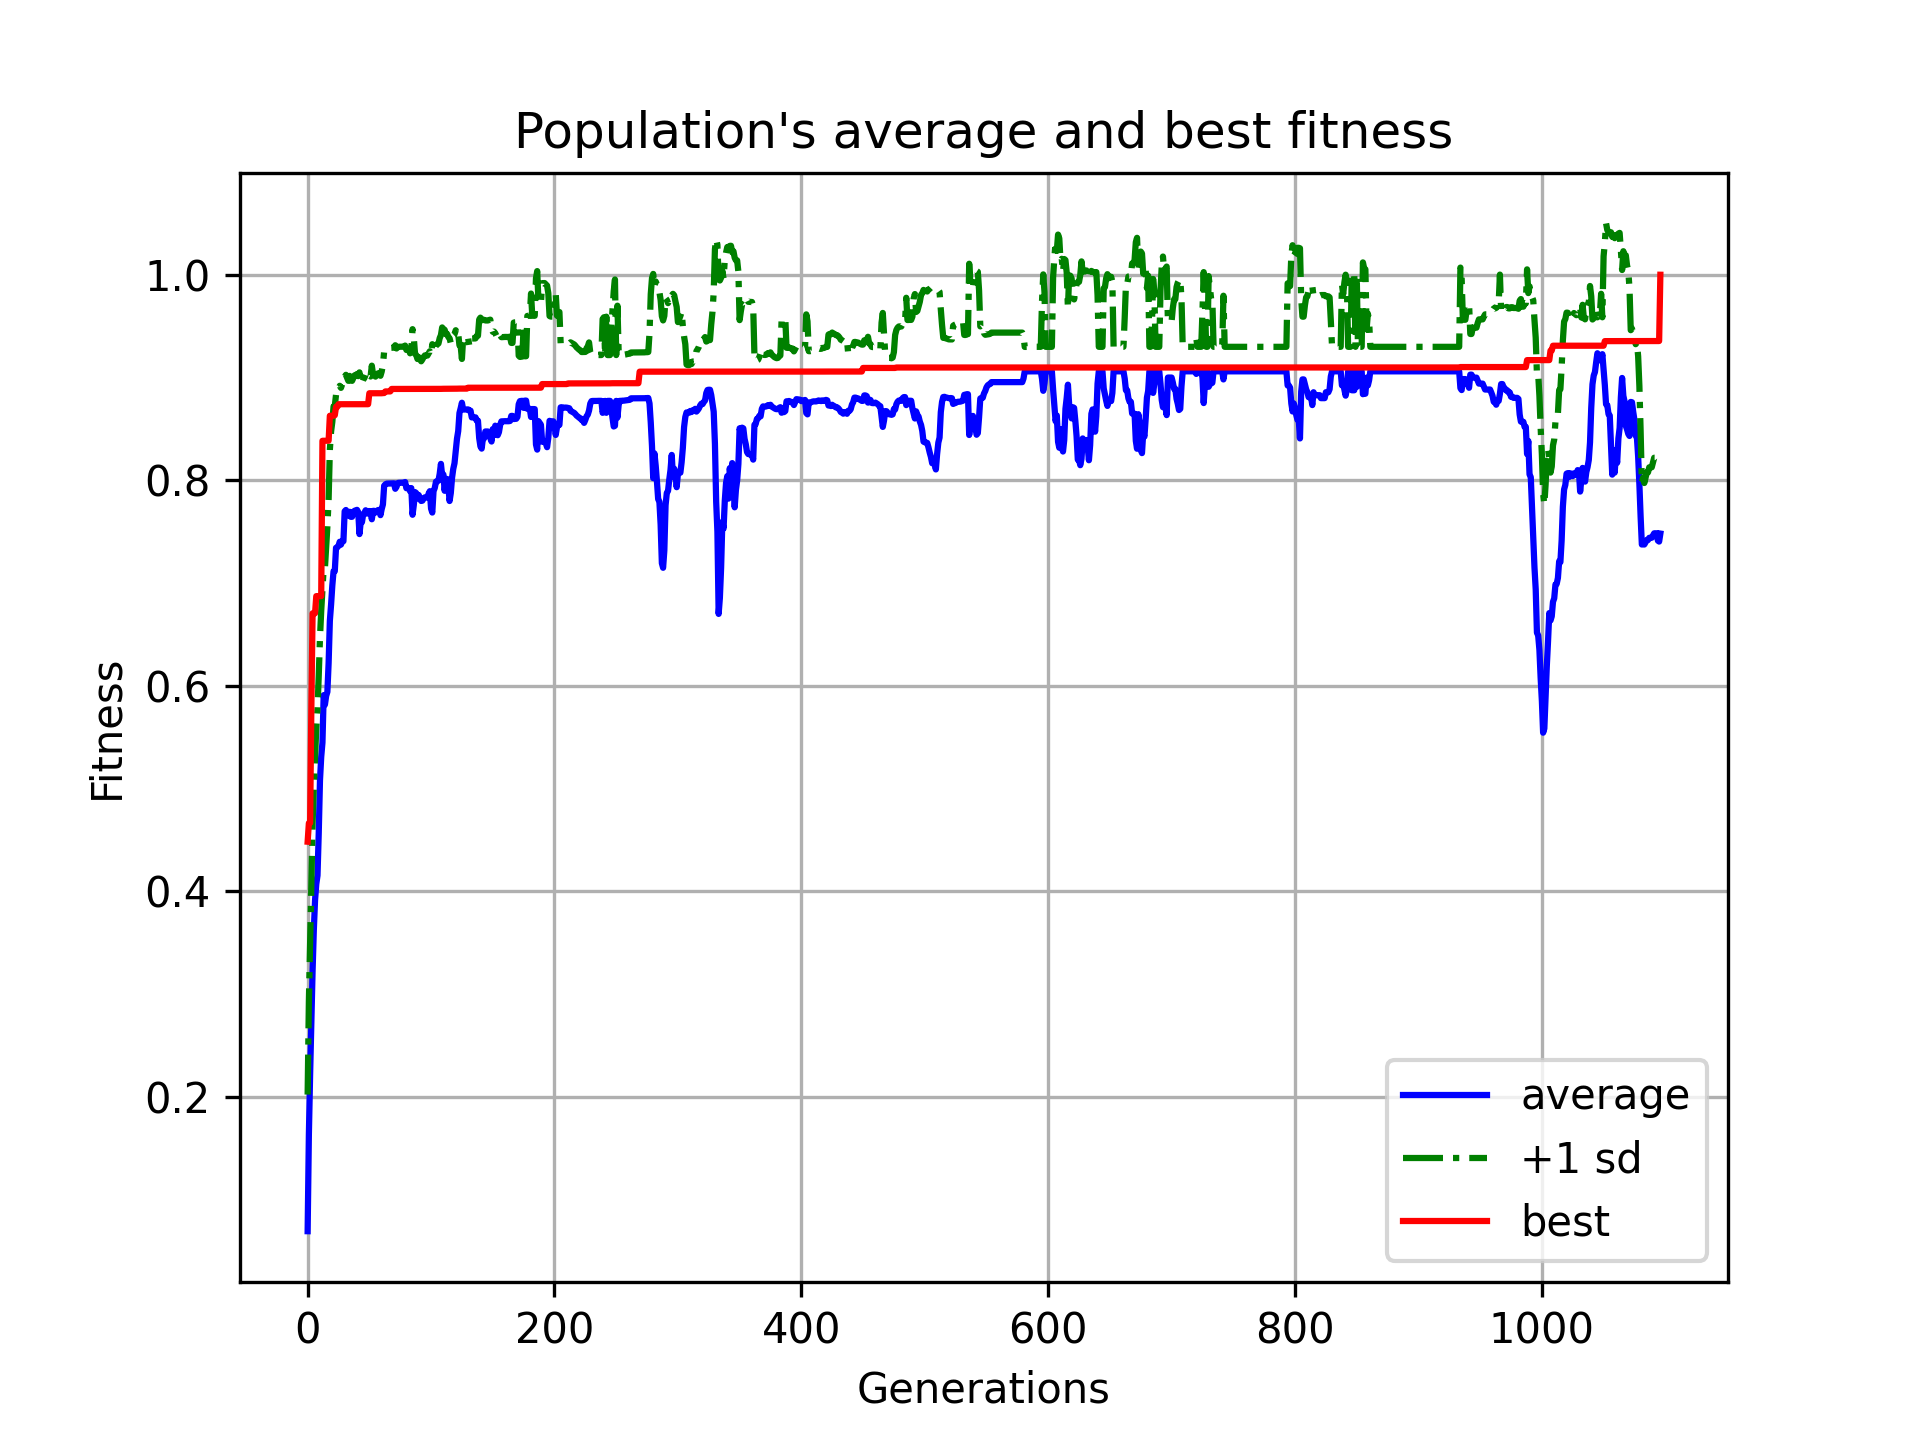 Population's average and best fitness
1.0
0.8
0.6
0.4
0.2
Fitness
average
+1 sd
best
0 200 400 600 800 1000
Generations